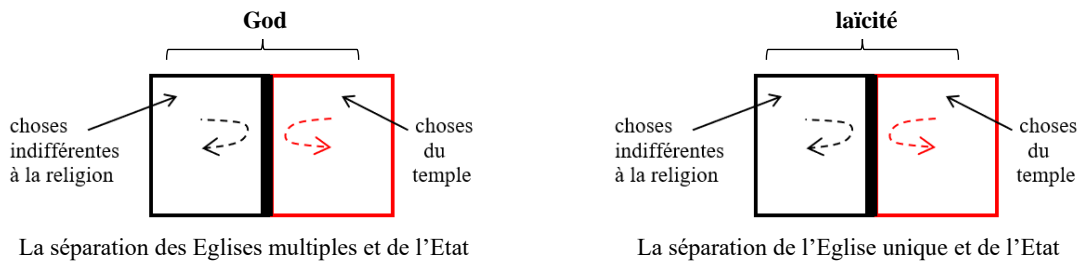 God
choses
indifférentes
à la religion
choses
du
temple
La séparation des Eglises multiples et de l’Etat
laïcité
choses
indifférentes
à la religion
choses
du
temple
La séparation de l’Eglise unique et de l’Etat